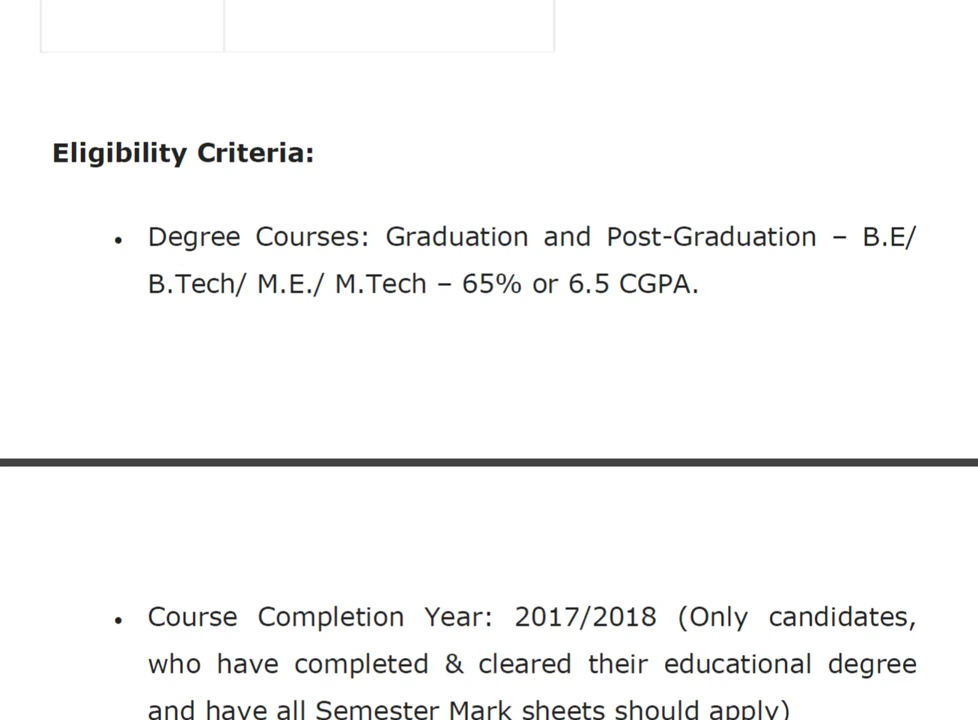 Eligibility Criteria:
• Degree Courses: Graduation and Post-Graduation – B.E/
B.Tech/ M.E./ M.Tech – 65% or 6.5 CGPA.
• Course Completion Year: 2017/2018 (Only candidates,
who have completed & cleared their educational degree
and have all Semester Mark sheets should apply)